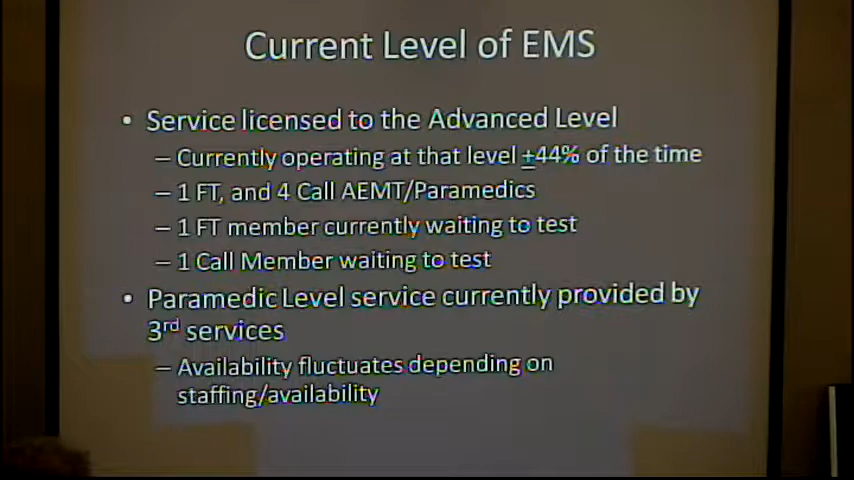 Current Level of EMS
• Service licensed to the Advanced Level
– Currently operating at that level ±44% of the time
– 1 FT, and 4 Call AEMT/Paramedics
– 1 FT member currently waiting to test
– 1 Call Member waiting to test
• Paramedic Level service currently provided by
3rd services
– Availability fluctuates depending on
staffing/availability